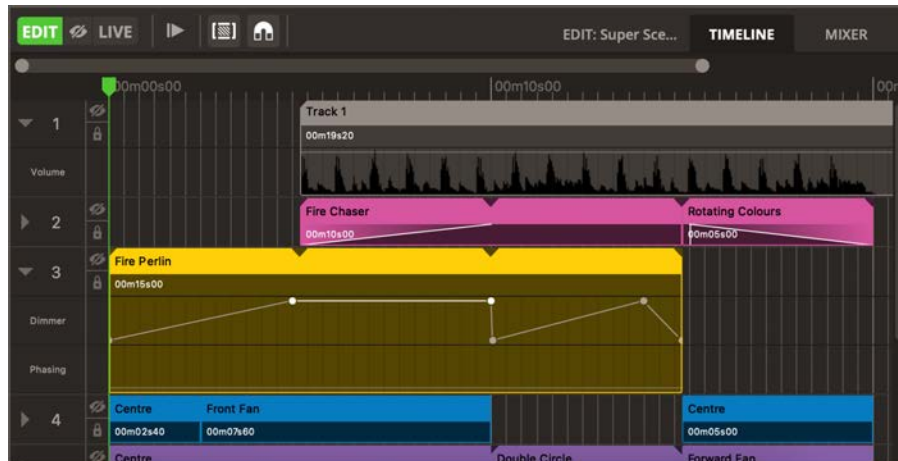 EDIT LIVE EDIT: Super Sce... TIMELINE MIXER
00m00s00 00m10s00 00m
1 Track 1
00m19s20
Volume
2 Fire Chaser Rotating Colours
00m10s00 00m05s00
3 Fire Perlin
00m15s00
Dimmer
Phasing
4 Centre Front Fan Centre
00m02s40 00m07s60 00m05s00
Centre Double Circle Forward Fan